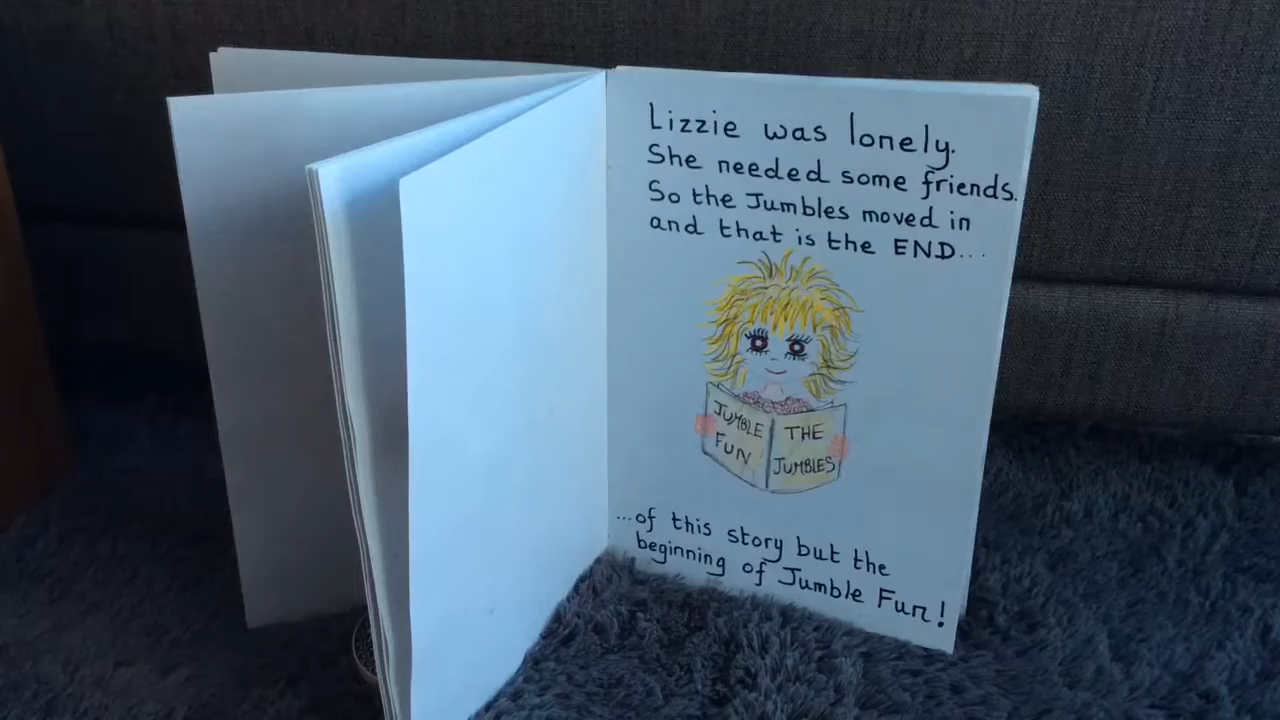 Lizzie was lonely.
She needed some friends.
So the Jumbles moved in
and that is the END...
JUMBLE
FUN
THE
JUMBLES
...of this story but the
beginning of Jumble Fun!